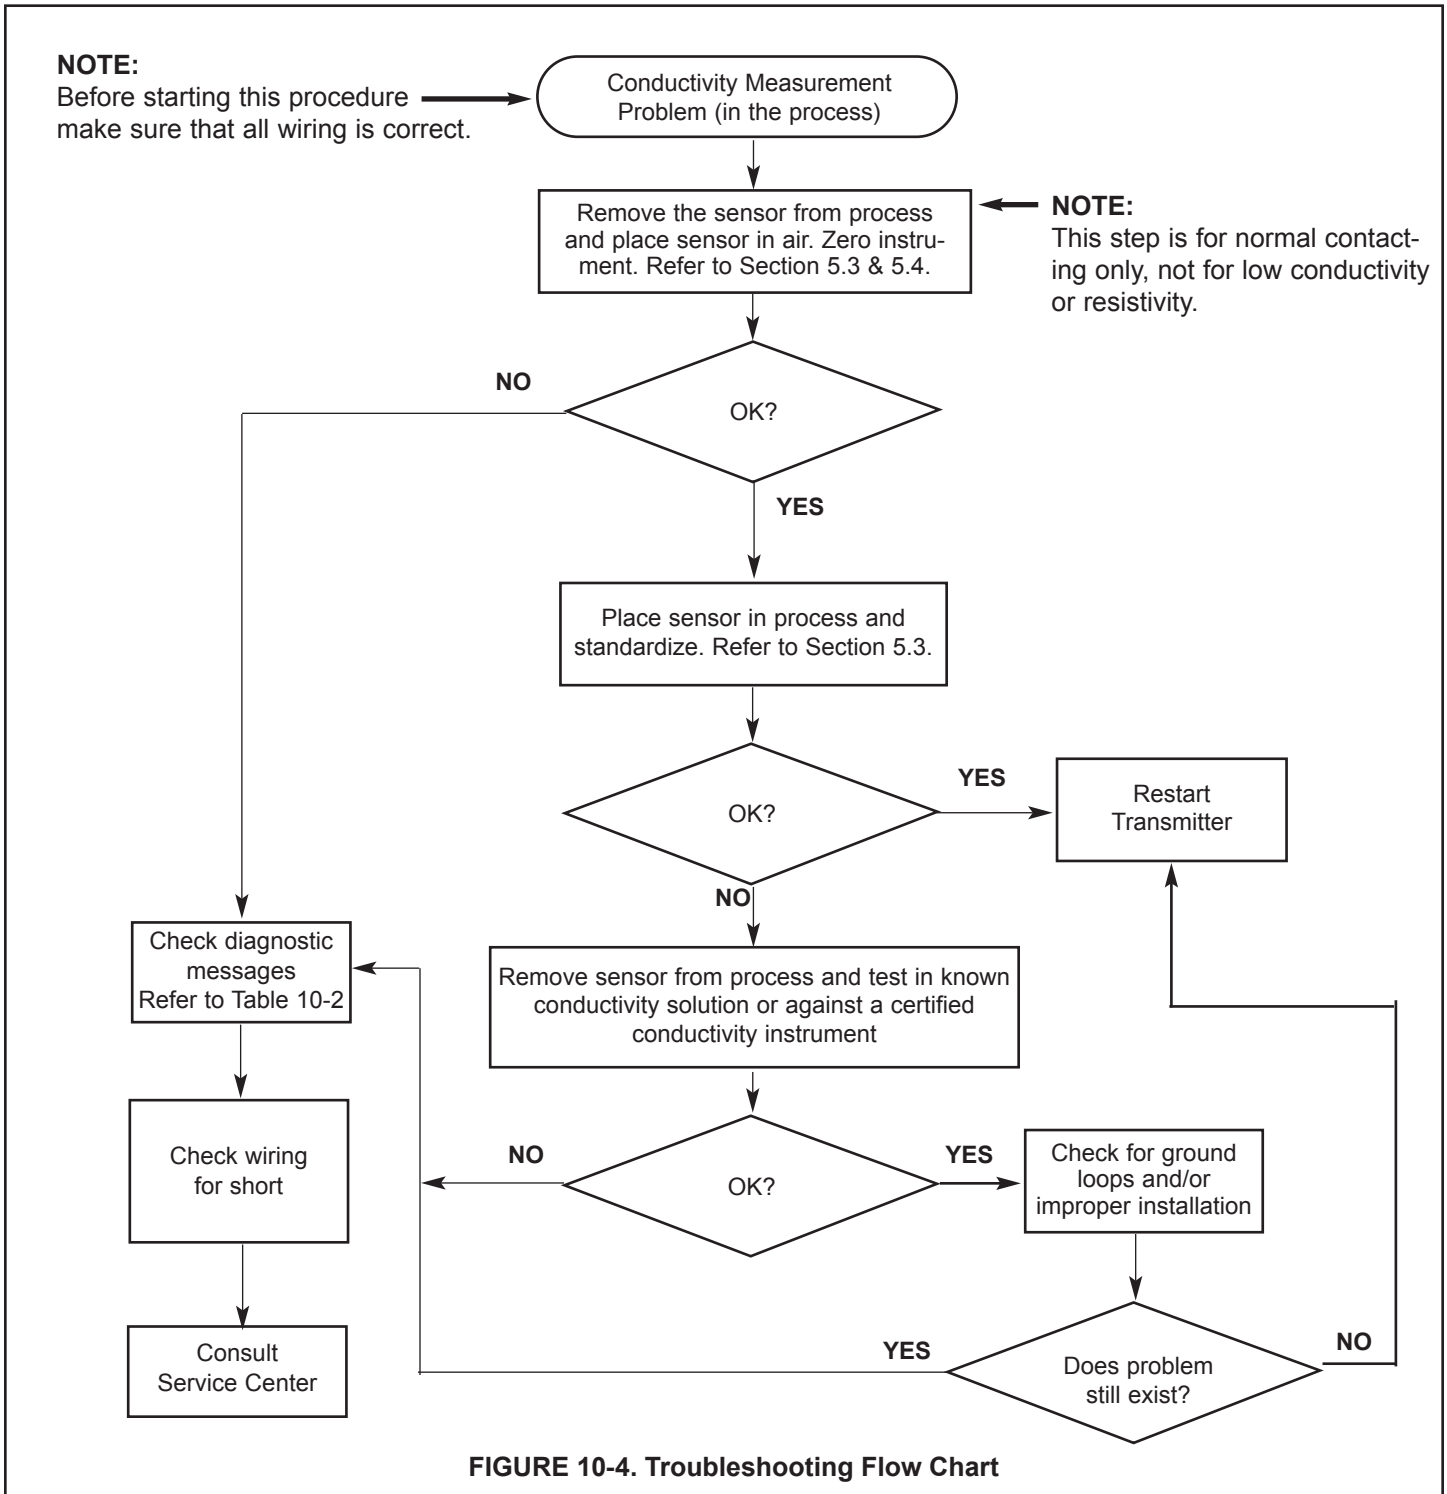 NOTE:
Before starting this procedure
make sure that all wiring is correct.
Conductivity Measurement
Problem (in the process)
Remove the sensor from process
and place sensor in air. Zero instru-
ment. Refer to Section 5.3 & 5.4.
NOTE:
This step is for normal contact-
ing only, not for low conductivity
or resistivity.
NO
OK?
YES
Place sensor in process and
standardize. Refer to Section 5.3.
OK?
YES
Restart
Transmitter
NO
Check diagnostic
messages
Refer to Table 10-2
Remove sensor from process and test in known
conductivity solution or against a certified
conductivity instrument
Check wiring
for short
NO
OK?
YES
Check for ground
loops and/or
improper installation
Consult
Service Center
YES
Does problem
still exist?
NO
FIGURE 10-4. Troubleshooting Flow Chart